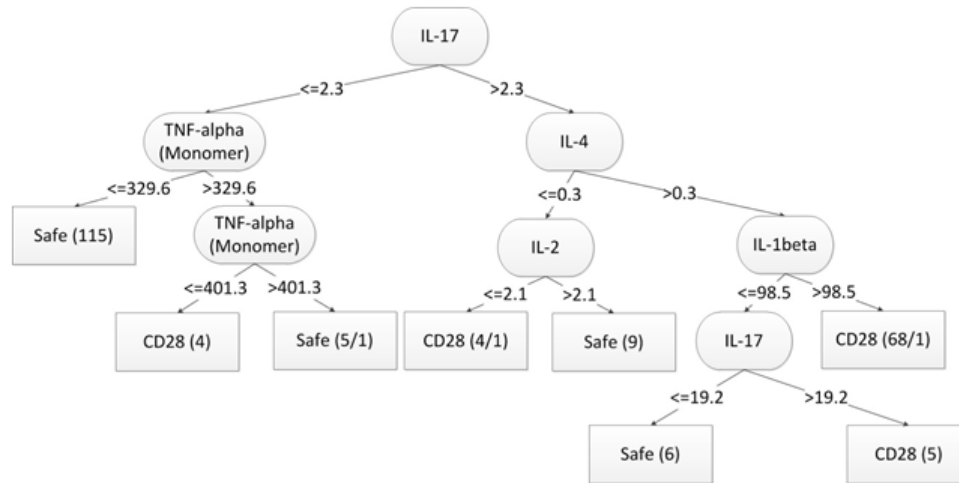 IL-17
<=2.3
>2.3
TNF-alpha
(Monomer)
IL-4
<=329.6
>329.6
<=0.3
>0.3
Safe (115)
TNF-alpha
(Monomer)
IL-2
IL-1beta
<=401.3
>401.3
<=2.1
>2.1
<=98.5
>98.5
CD28 (4)
Safe (5/1)
CD28 (4/1)
Safe (9)
IL-17
CD28 (68/1)
<=19.2
>19.2
Safe (6)
CD28 (5)